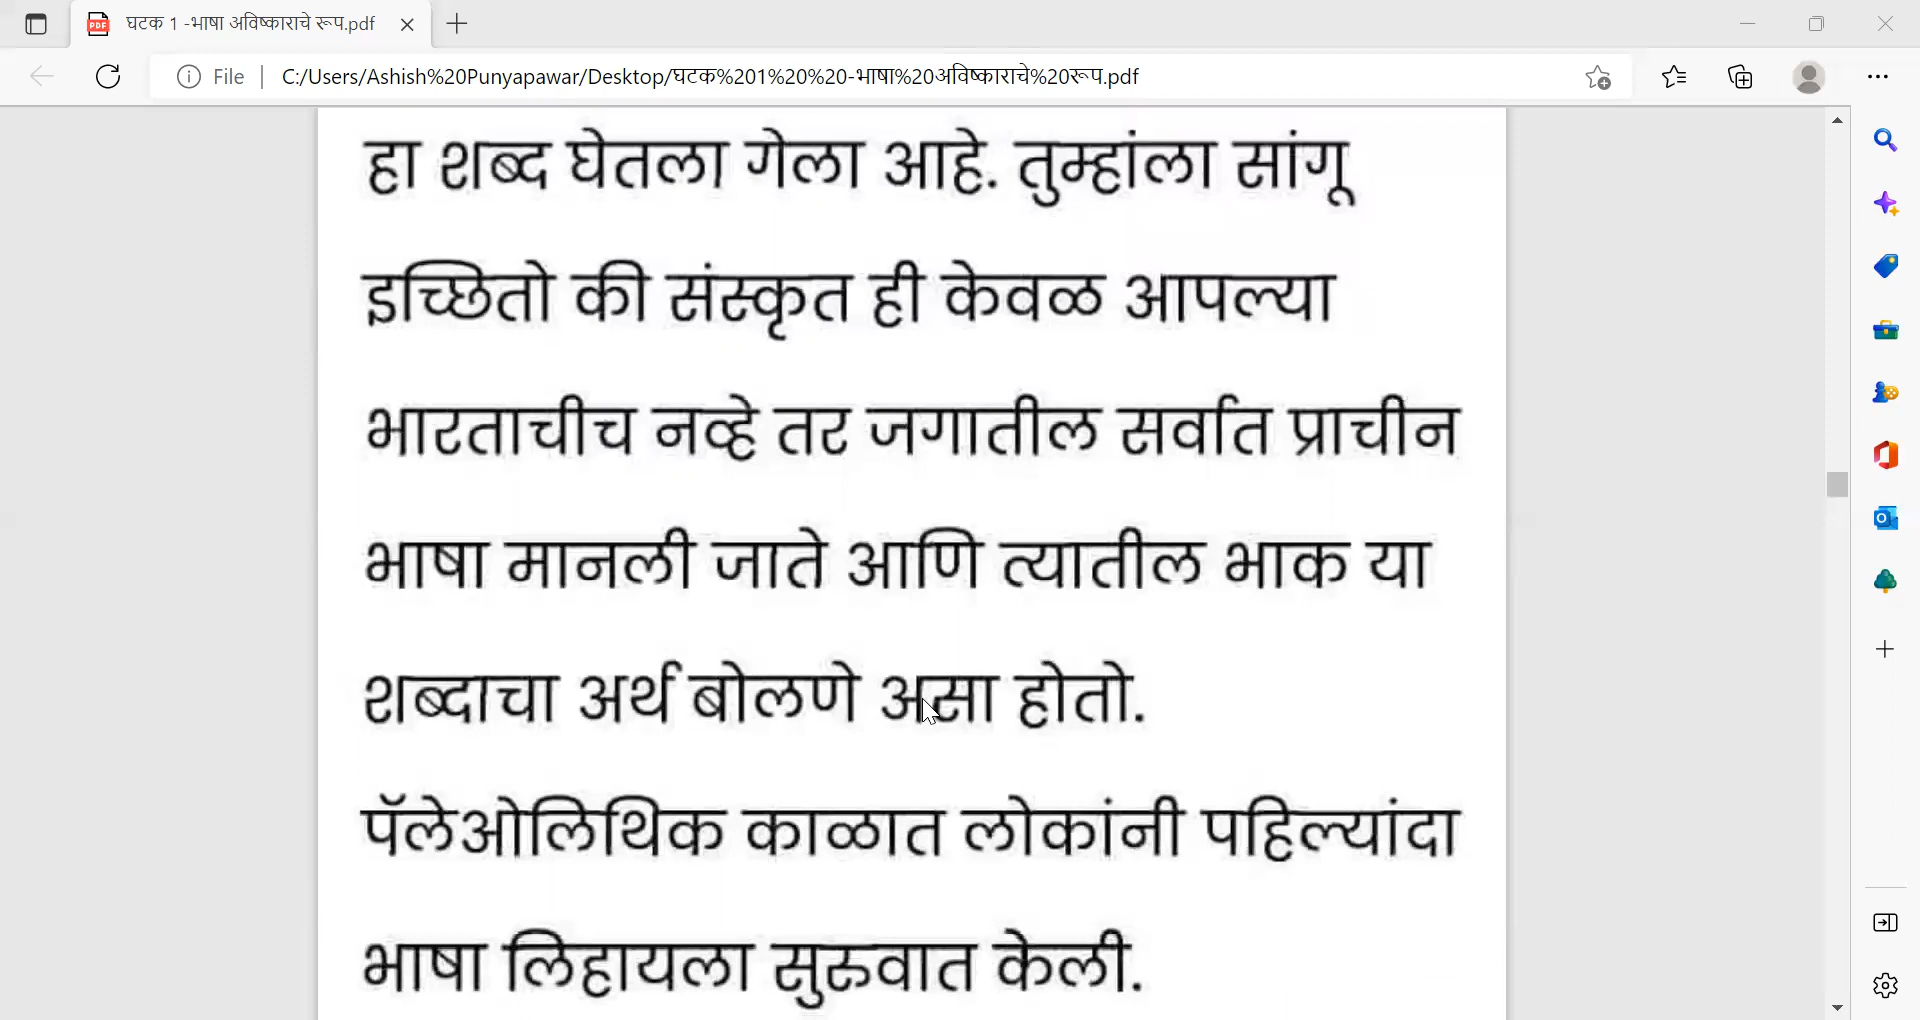 घटक 1 -भाषा अविष्काराचे रूप.pdf
File
C:/Users/Ashish%20Punyapawar/Desktop/घटक%201%20%20-भाषा%20अविष्काराचे%20रूप.pdf
हा शब्द घेतला गेला आहे. तुम्हांला सांगू
इच्छितो की संस्कृत ही केवळ आपल्या
भारताचीच नव्हे तर जगातील सर्वात प्राचीन
भाषा मानली जाते आणि त्यातील भाक या
शब्दाचा अर्थ बोलणे असा होतो.
पॅलेओलिथिक काळात लोकांनी पहिल्यांदा
भाषा लिहायला सुरुवात केली.